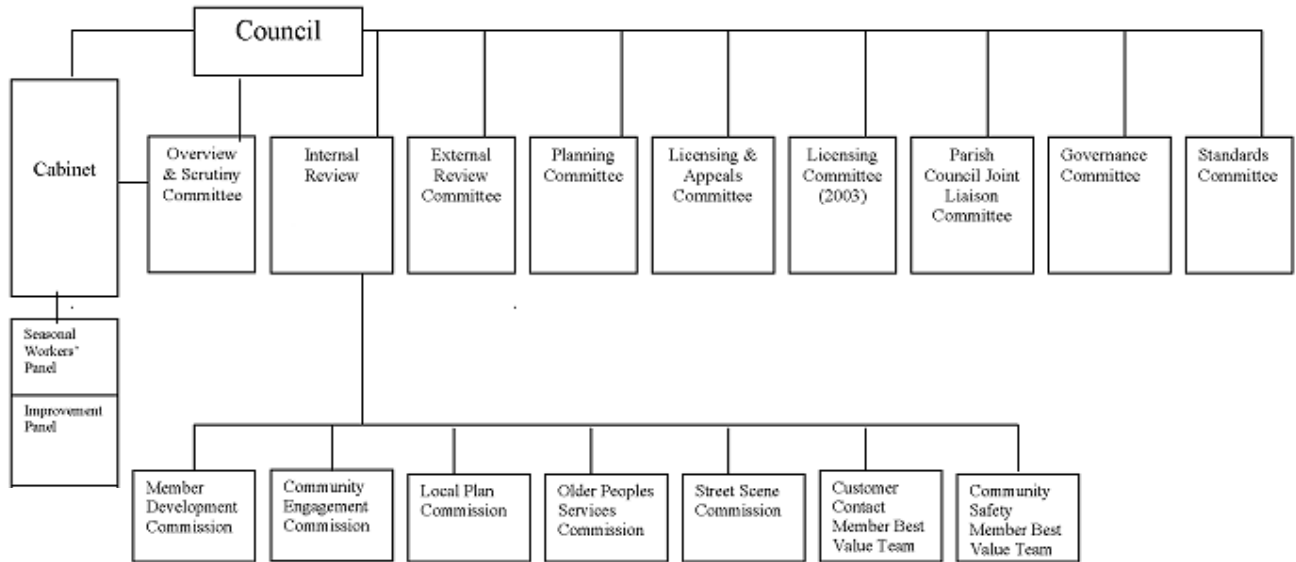 Council
Cabinet
Overview
& Scrutiny
Committee
Internal
Review
External
Review
Committee
Planning
Committee
Licensing &
Appeals
Committee
Licensing
Committee
(2003)
Parish
Council Joint
Liaison
Committee
Governance
Committee
Standards
Committee
Seasonal
Workers'
Panel
Improvement
Panel
Member
Development
Commission
Community
Engagement
Commission
Local Plan
Commission
Older Peoples
Services
Commission
Street Scene
Commission
Customer
Contact
Member Best
Value Team
Community
Safety
Member Best
Value Team